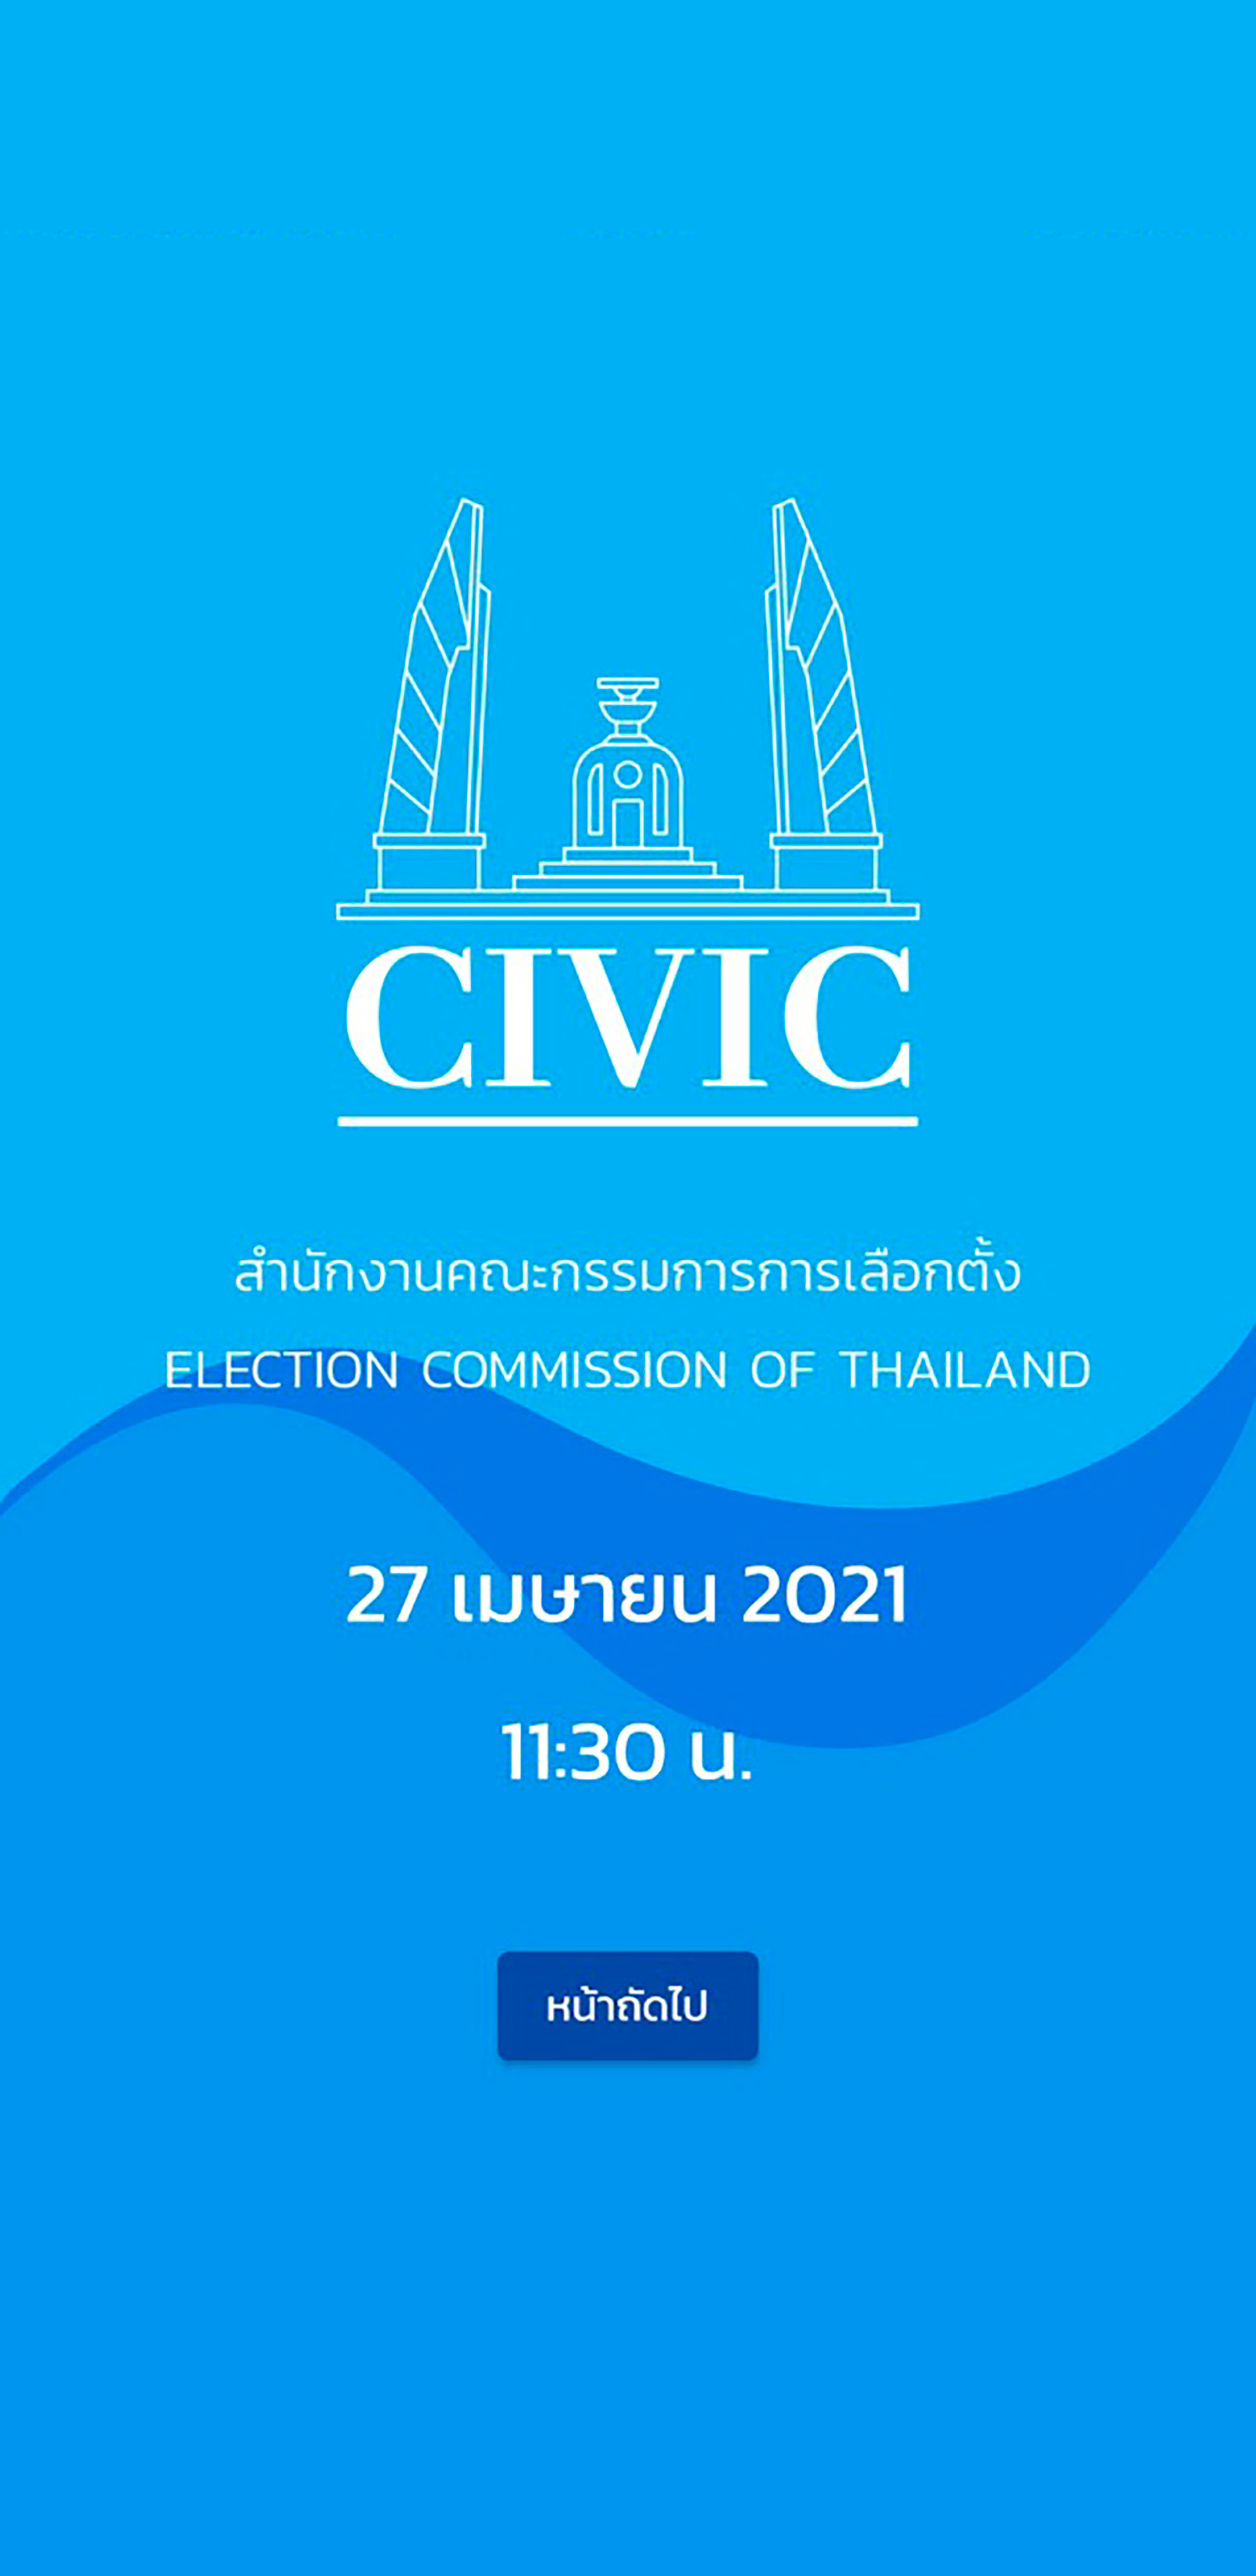 CIVIC
สำนักงานคณะกรรมการการเลือกตั้ง
ELECTION COMMISSION OF THAILAND
27 เมษายน 2021
11:30 น.
หน้าถัดไป